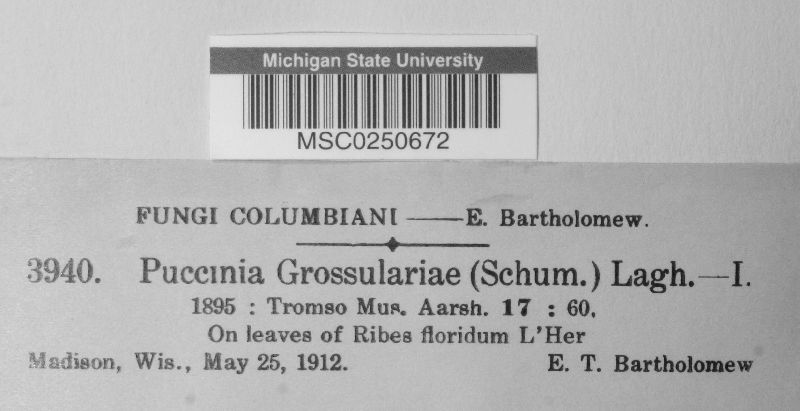 Michigan State University
MSC0250672
FUNGI COLUMBIANI —— E. Bartholomew.
3940. Puccinia Grossulariae (Schum.) Lagh.—I.
1895 : Tromso Mus. Aarsh. 17 : 60.
On leaves of Ribes floridum L'Her
Madison, Wis., May 25, 1912. E. T. Bartholomew